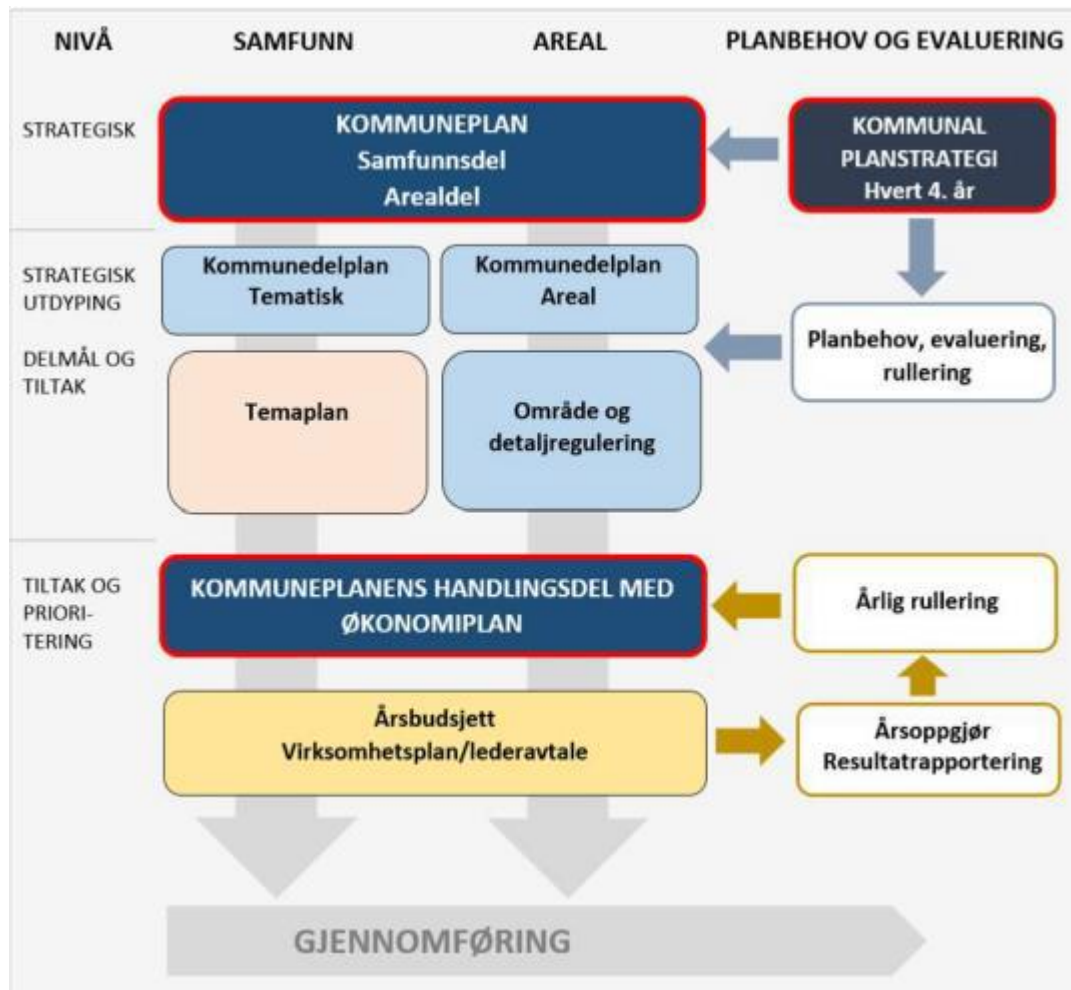 NIVÅ
SAMFUNN
AREAL
PLANBEHOV OG EVALUERING
STRATEGISK
KOMMUNEPLAN
Samfunnsdel
Arealdel
KOMMUNAL
PLANSTRATEGI
Hvert 4. år
STRATEGISK
UTDYPING
Kommunedelplan
Tematisk
Kommunedelplan
Areal
Planbehov, evaluering,
rullering
DELMÅL OG
TILTAK
Temaplan
Område og
detaljregulering
TILTAK OG
PRIORI-
TERING
KOMMUNEPLANENS HANDLINGSDEL MED
ØKONOMIPLAN
Årlig rullering
Årsbudsjett
Virksomhetsplan/lederavtale
Årsoppgjør
Resultatrapportering
GJENNOMFØRING